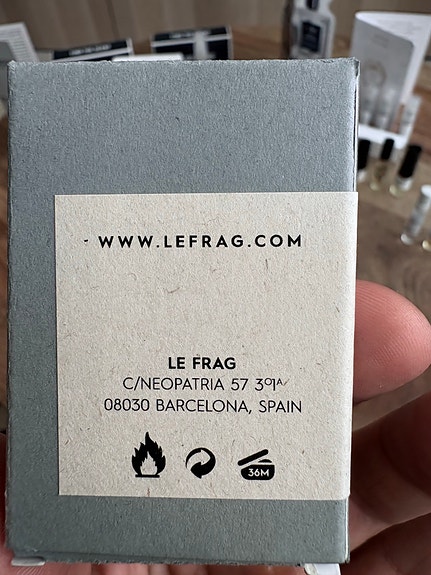 WWW.LEFRAG.COM
LE FRAG
C/NEOPATRIA 57 3º1ª
08030 BARCELONA, SPAIN
36M